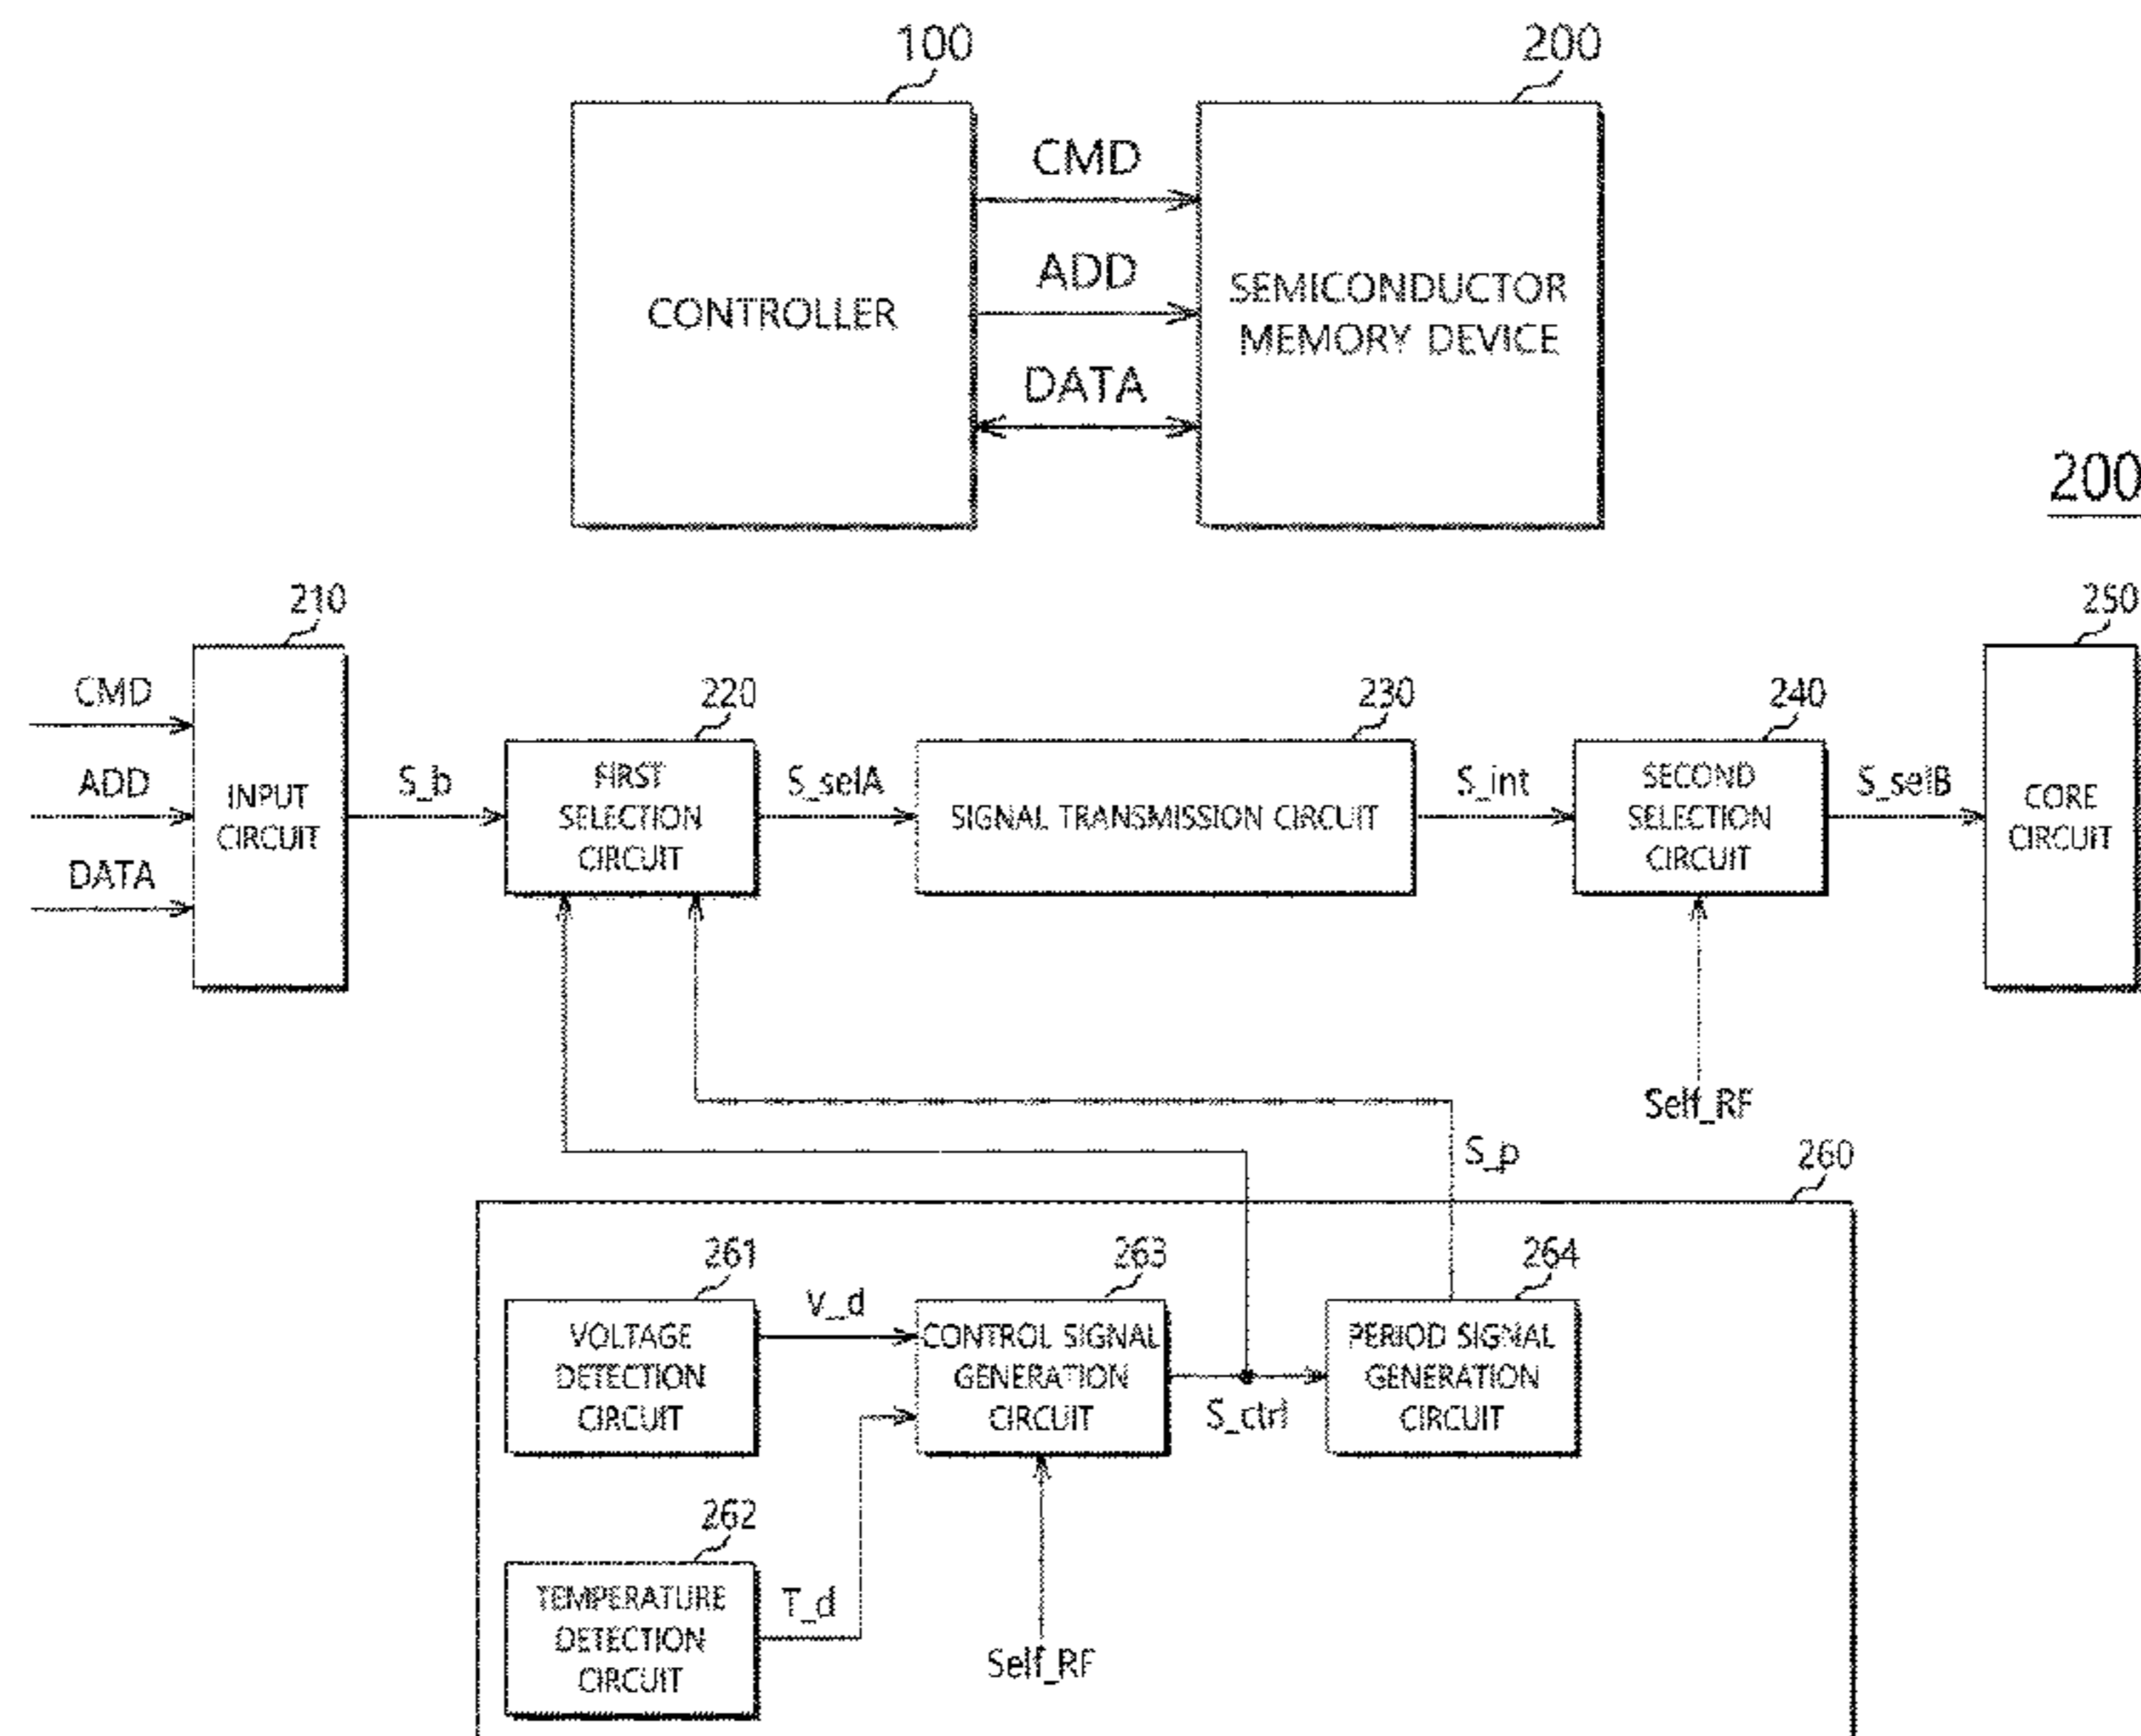 100
200
CONTROLLER
CMD
ADD
DATA
SEMICONDUCTOR
MEMORY DEVICE
200
210
CMD
ADD
DATA
INPUT
CIRCUIT
S_b
220
FIRST
SELECTION
CIRCUIT
S_selA
230
SIGNAL TRANSMISSION CIRCUIT
S_int
240
SECOND
SELECTION
CIRCUIT
S_selB
250
CORE
CIRCUIT
Self_RF
S_p
260
261
VOLTAGE
DETECTION
CIRCUIT
V_d
263
CONTROL SIGNAL
GENERATION
CIRCUIT
S_ctrl
264
PERIOD SIGNAL
GENERATION
CIRCUIT
262
TEMPERATURE
DETECTION
CIRCUIT
T_d
Self_RF